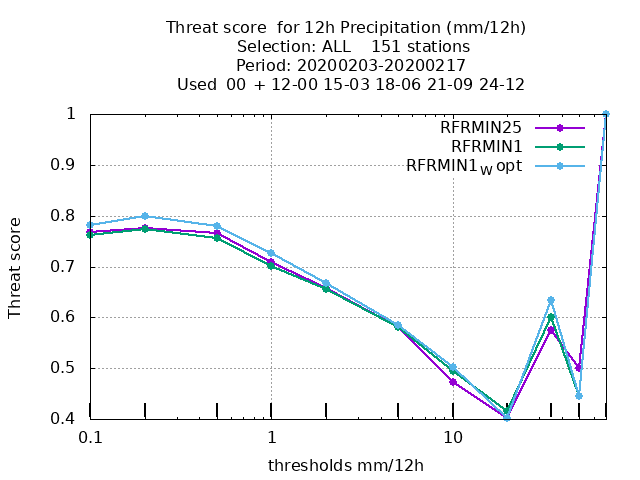 Threat score  for 12h Precipitation (mm/12h)
Selection: ALL    151 stations
Period: 20200203-20200217
Used  00 + 12-00 15-03 18-06 21-09 24-12
RFRMIN25
RFRMIN1
RFRMIN1W opt
1
0.9
0.8
0.7
0.6
0.5
0.4
Threat score
0.1 1 10
thresholds mm/12h